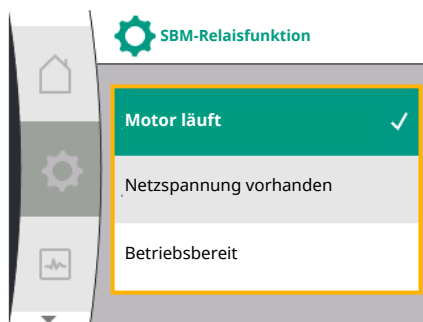 SBM-Relaisfunktion
Motor läuft
Netzspannung vorhanden
Betriebsbereit